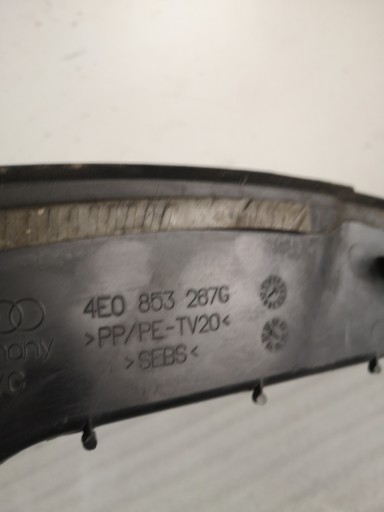 4E0 853 287G
>PP/PE-TV20<
>SEBS<